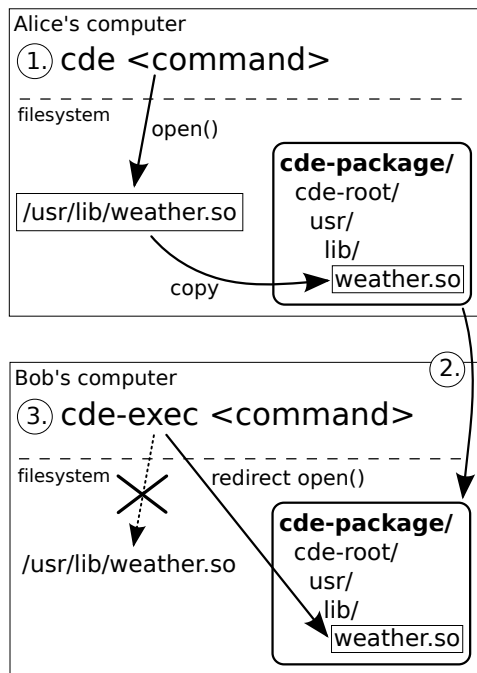 Alice's computer
1. cde <command>
filesystem
open()
/usr/lib/weather.so
copy
cde-package/
cde-root/
usr/
lib/
weather.so
2.
Bob's computer
3. cde-exec <command>
filesystem
redirect open()
/usr/lib/weather.so
cde-package/
cde-root/
usr/
lib/
weather.so